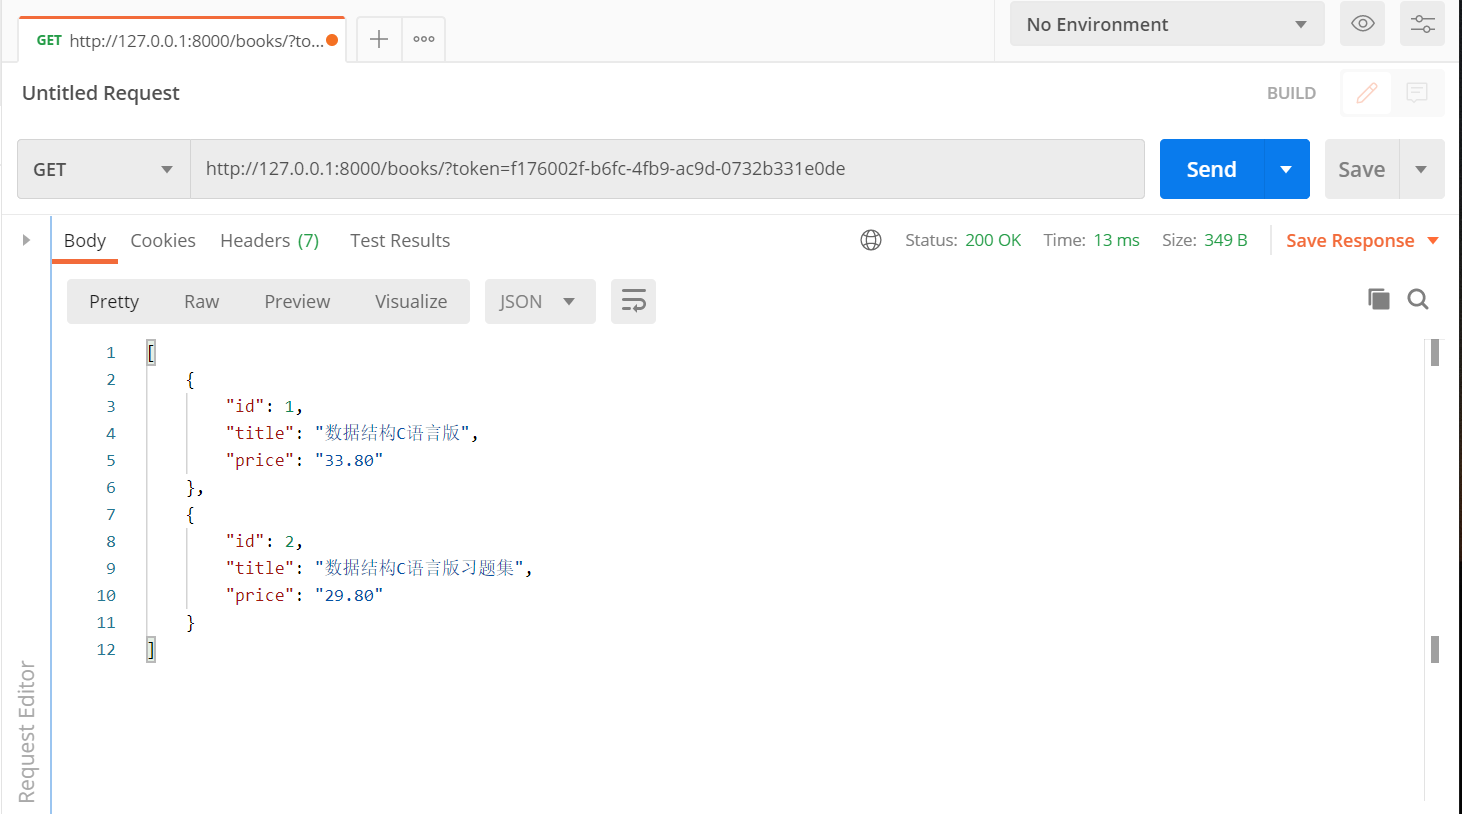 GET http://127.0.0.1:8000/books/?to...
No Environment
Untitled Request
BUILD
GET
http://127.0.0.1:8000/books/?token=f176002f-b6fc-4fb9-ac9d-0732b331e0de
Send
Save
Body Cookies Headers (7) Test Results
Status: 200 OK Time: 13 ms Size: 349 B Save Response
Pretty Raw Preview Visualize JSON
1 [
2 {
3 "id": 1,
4 "title": "数据结构C语言版",
5 "price": "33.80"
6 },
7 {
8 "id": 2,
9 "title": "数据结构C语言版习题集",
10 "price": "29.80"
11 }
12 ]
Request Editor